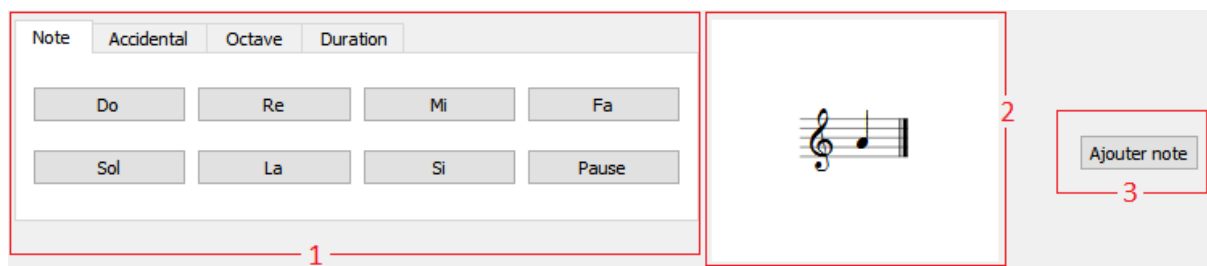 Note Accidental Octave Duration
Do Re Mi Fa
Sol La Si Pause
1
2
Ajouter note
3